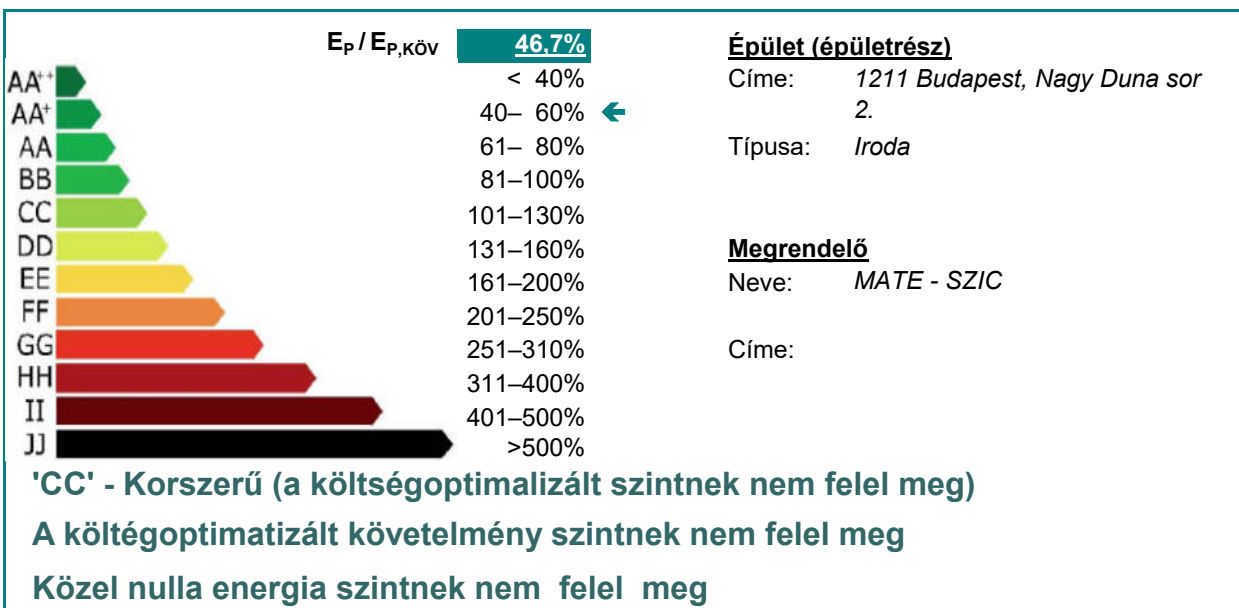 EP / EP,KÖV 46,7%
AA++ < 40%
AA+ 40– 60%
AA 61– 80%
BB 81–100%
CC 101–130%
DD 131–160%
EE 161–200%
FF 201–250%
GG 251–310%
HH 311–400%
II 401–500%
JJ >500%
Épület (épületrész)
Címe: 1211 Budapest, Nagy Duna sor
2.
Típusa: Iroda
Megrendelő
Neve: MATE - SZIC
Címe:
'CC' - Korszerű (a költségoptimalizált szintnek nem felel meg)
A költégoptimatizált követelmény szintnek nem felel meg
Közel nulla energia szintnek nem felel meg